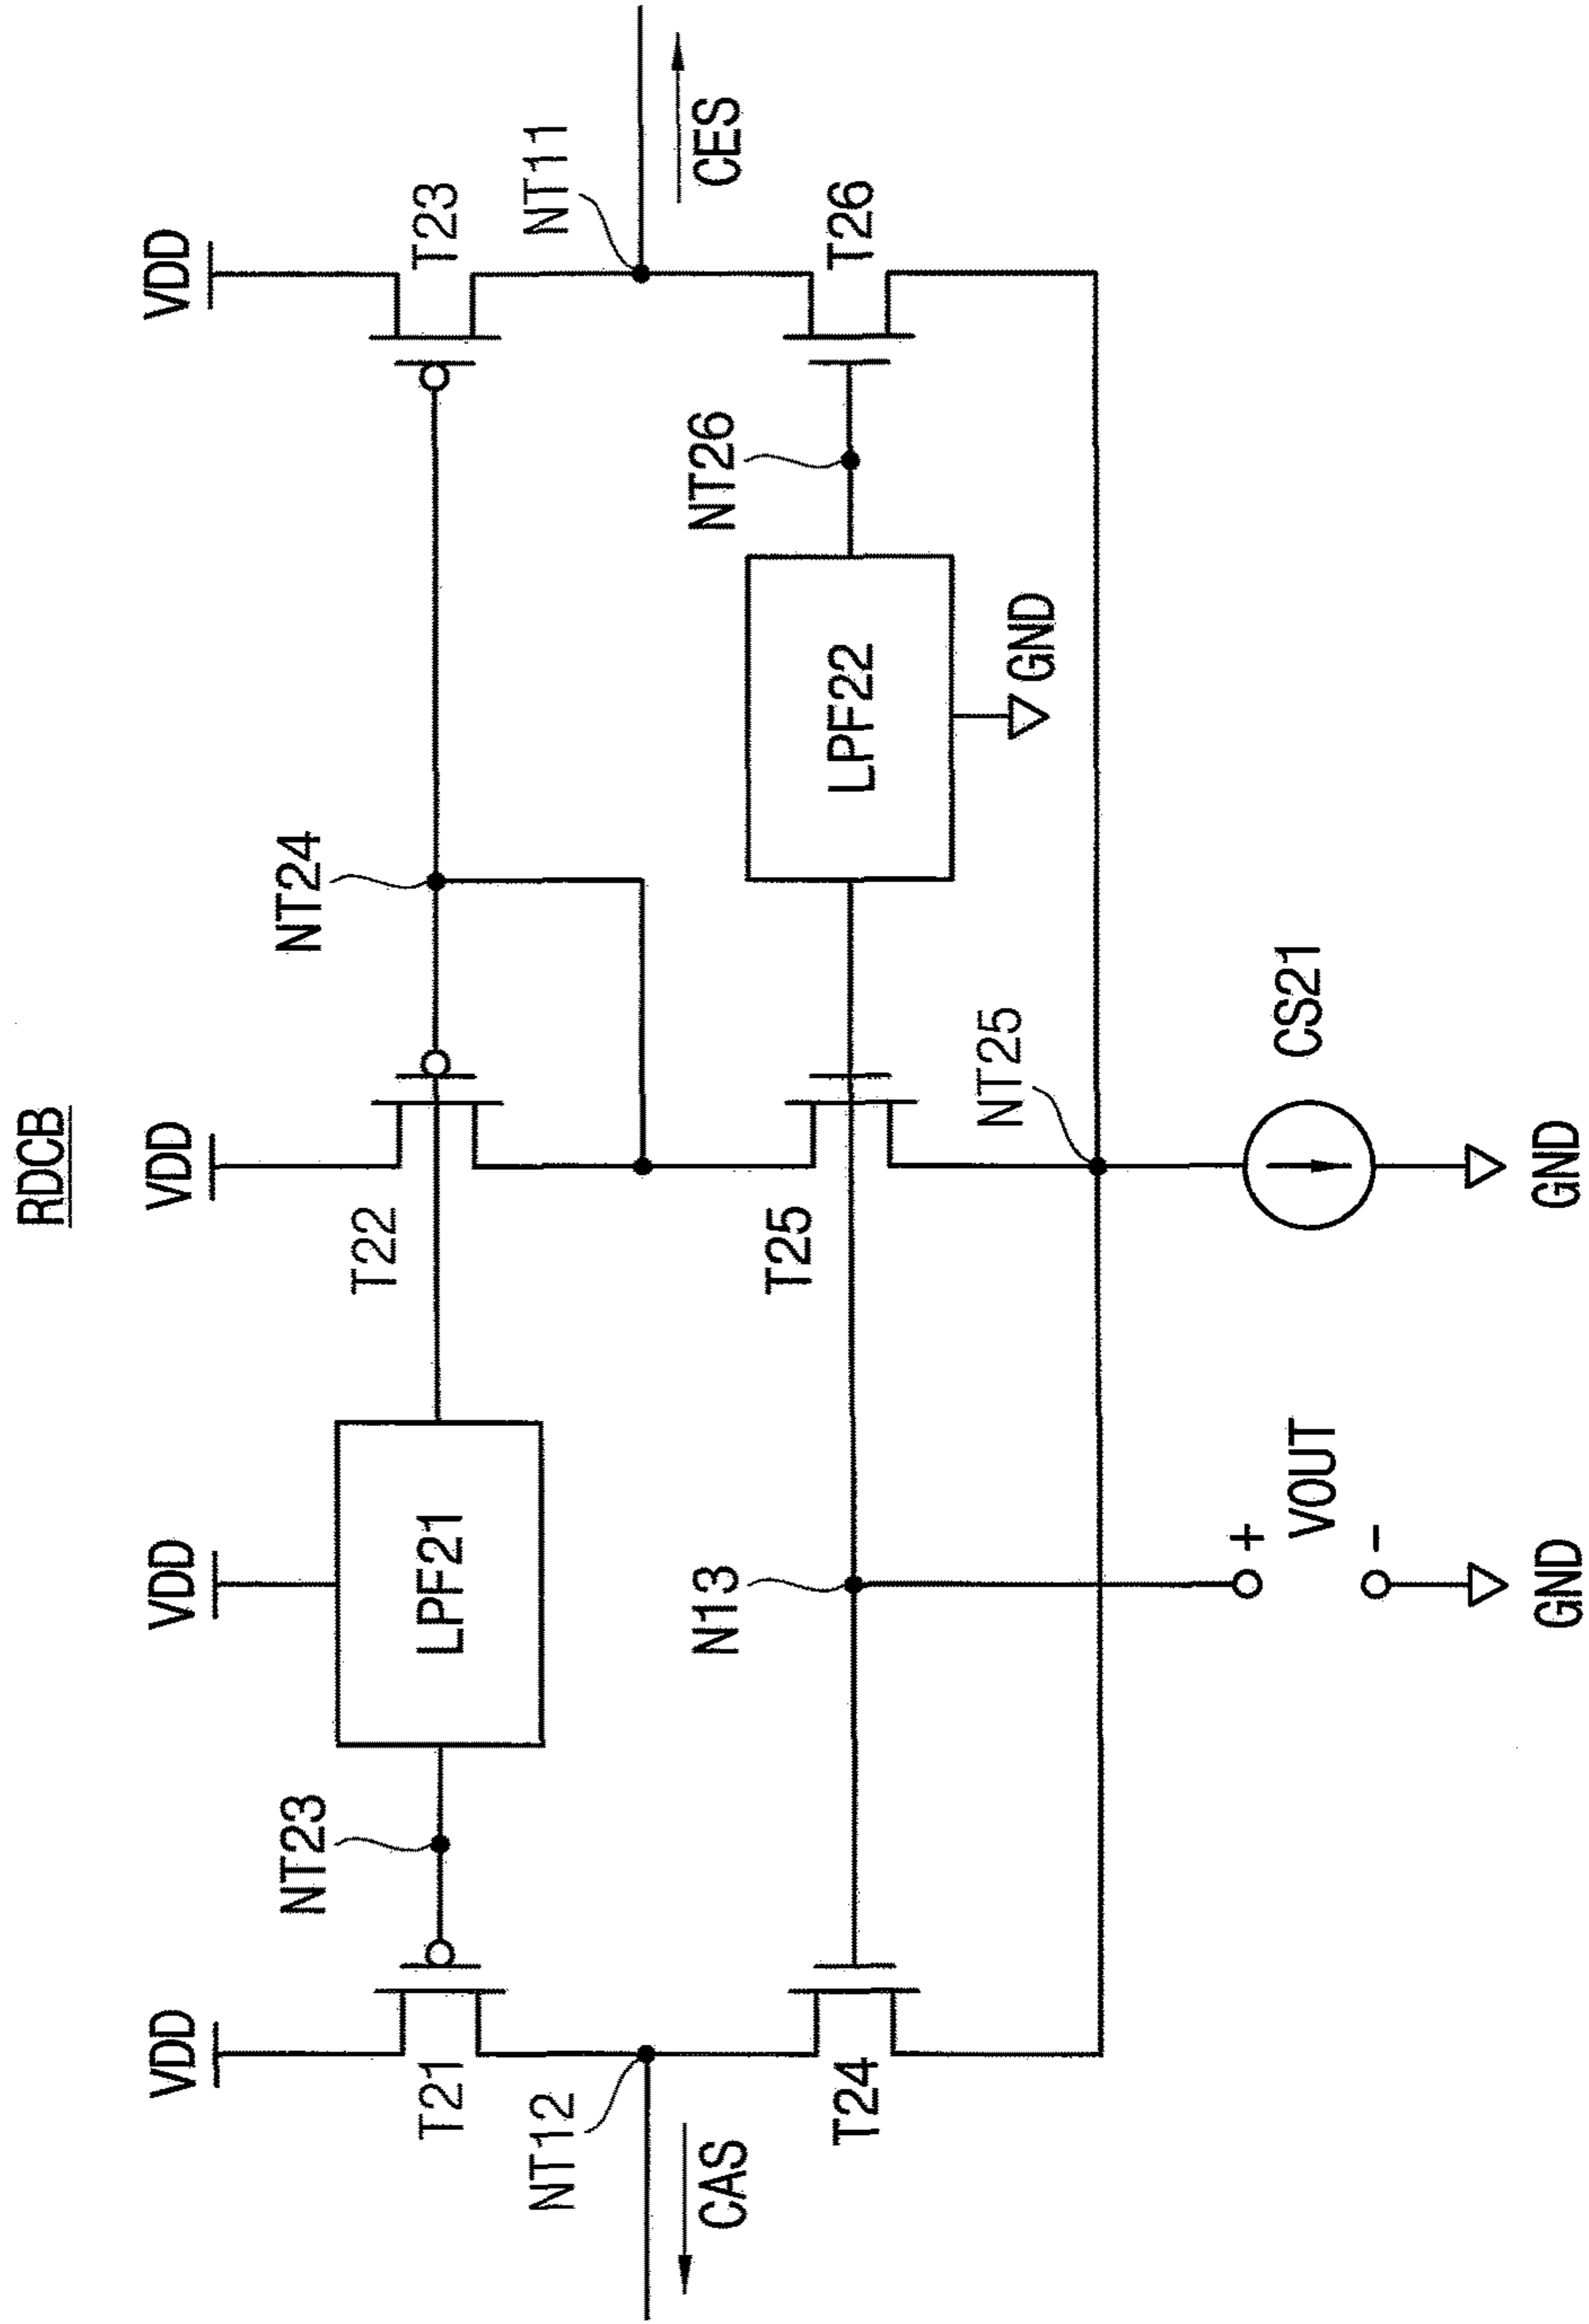 RDCB
VDD
VDD
VDD
VDD
T21
NT23
LPF21
T22
NT24
T23
NT12
CAS
NT11
CES
T24
N13
T25
LPF22
NT26
T26
GND
NT25
VOUT
+
-
CS21
GND
GND